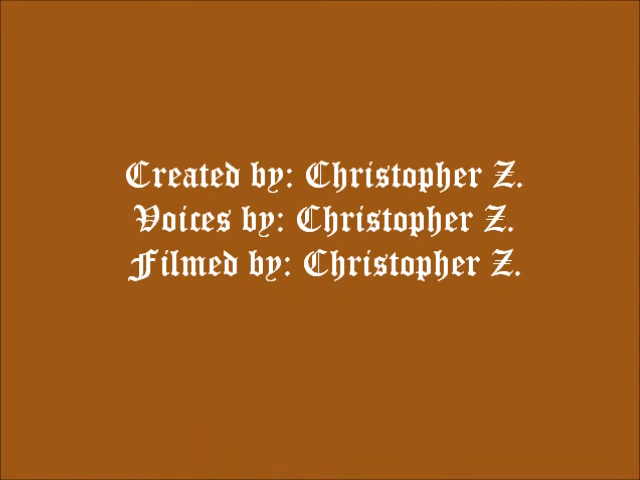 Created by: Christopher Z.
Voices by: Christopher Z.
Filmed by: Christopher Z.